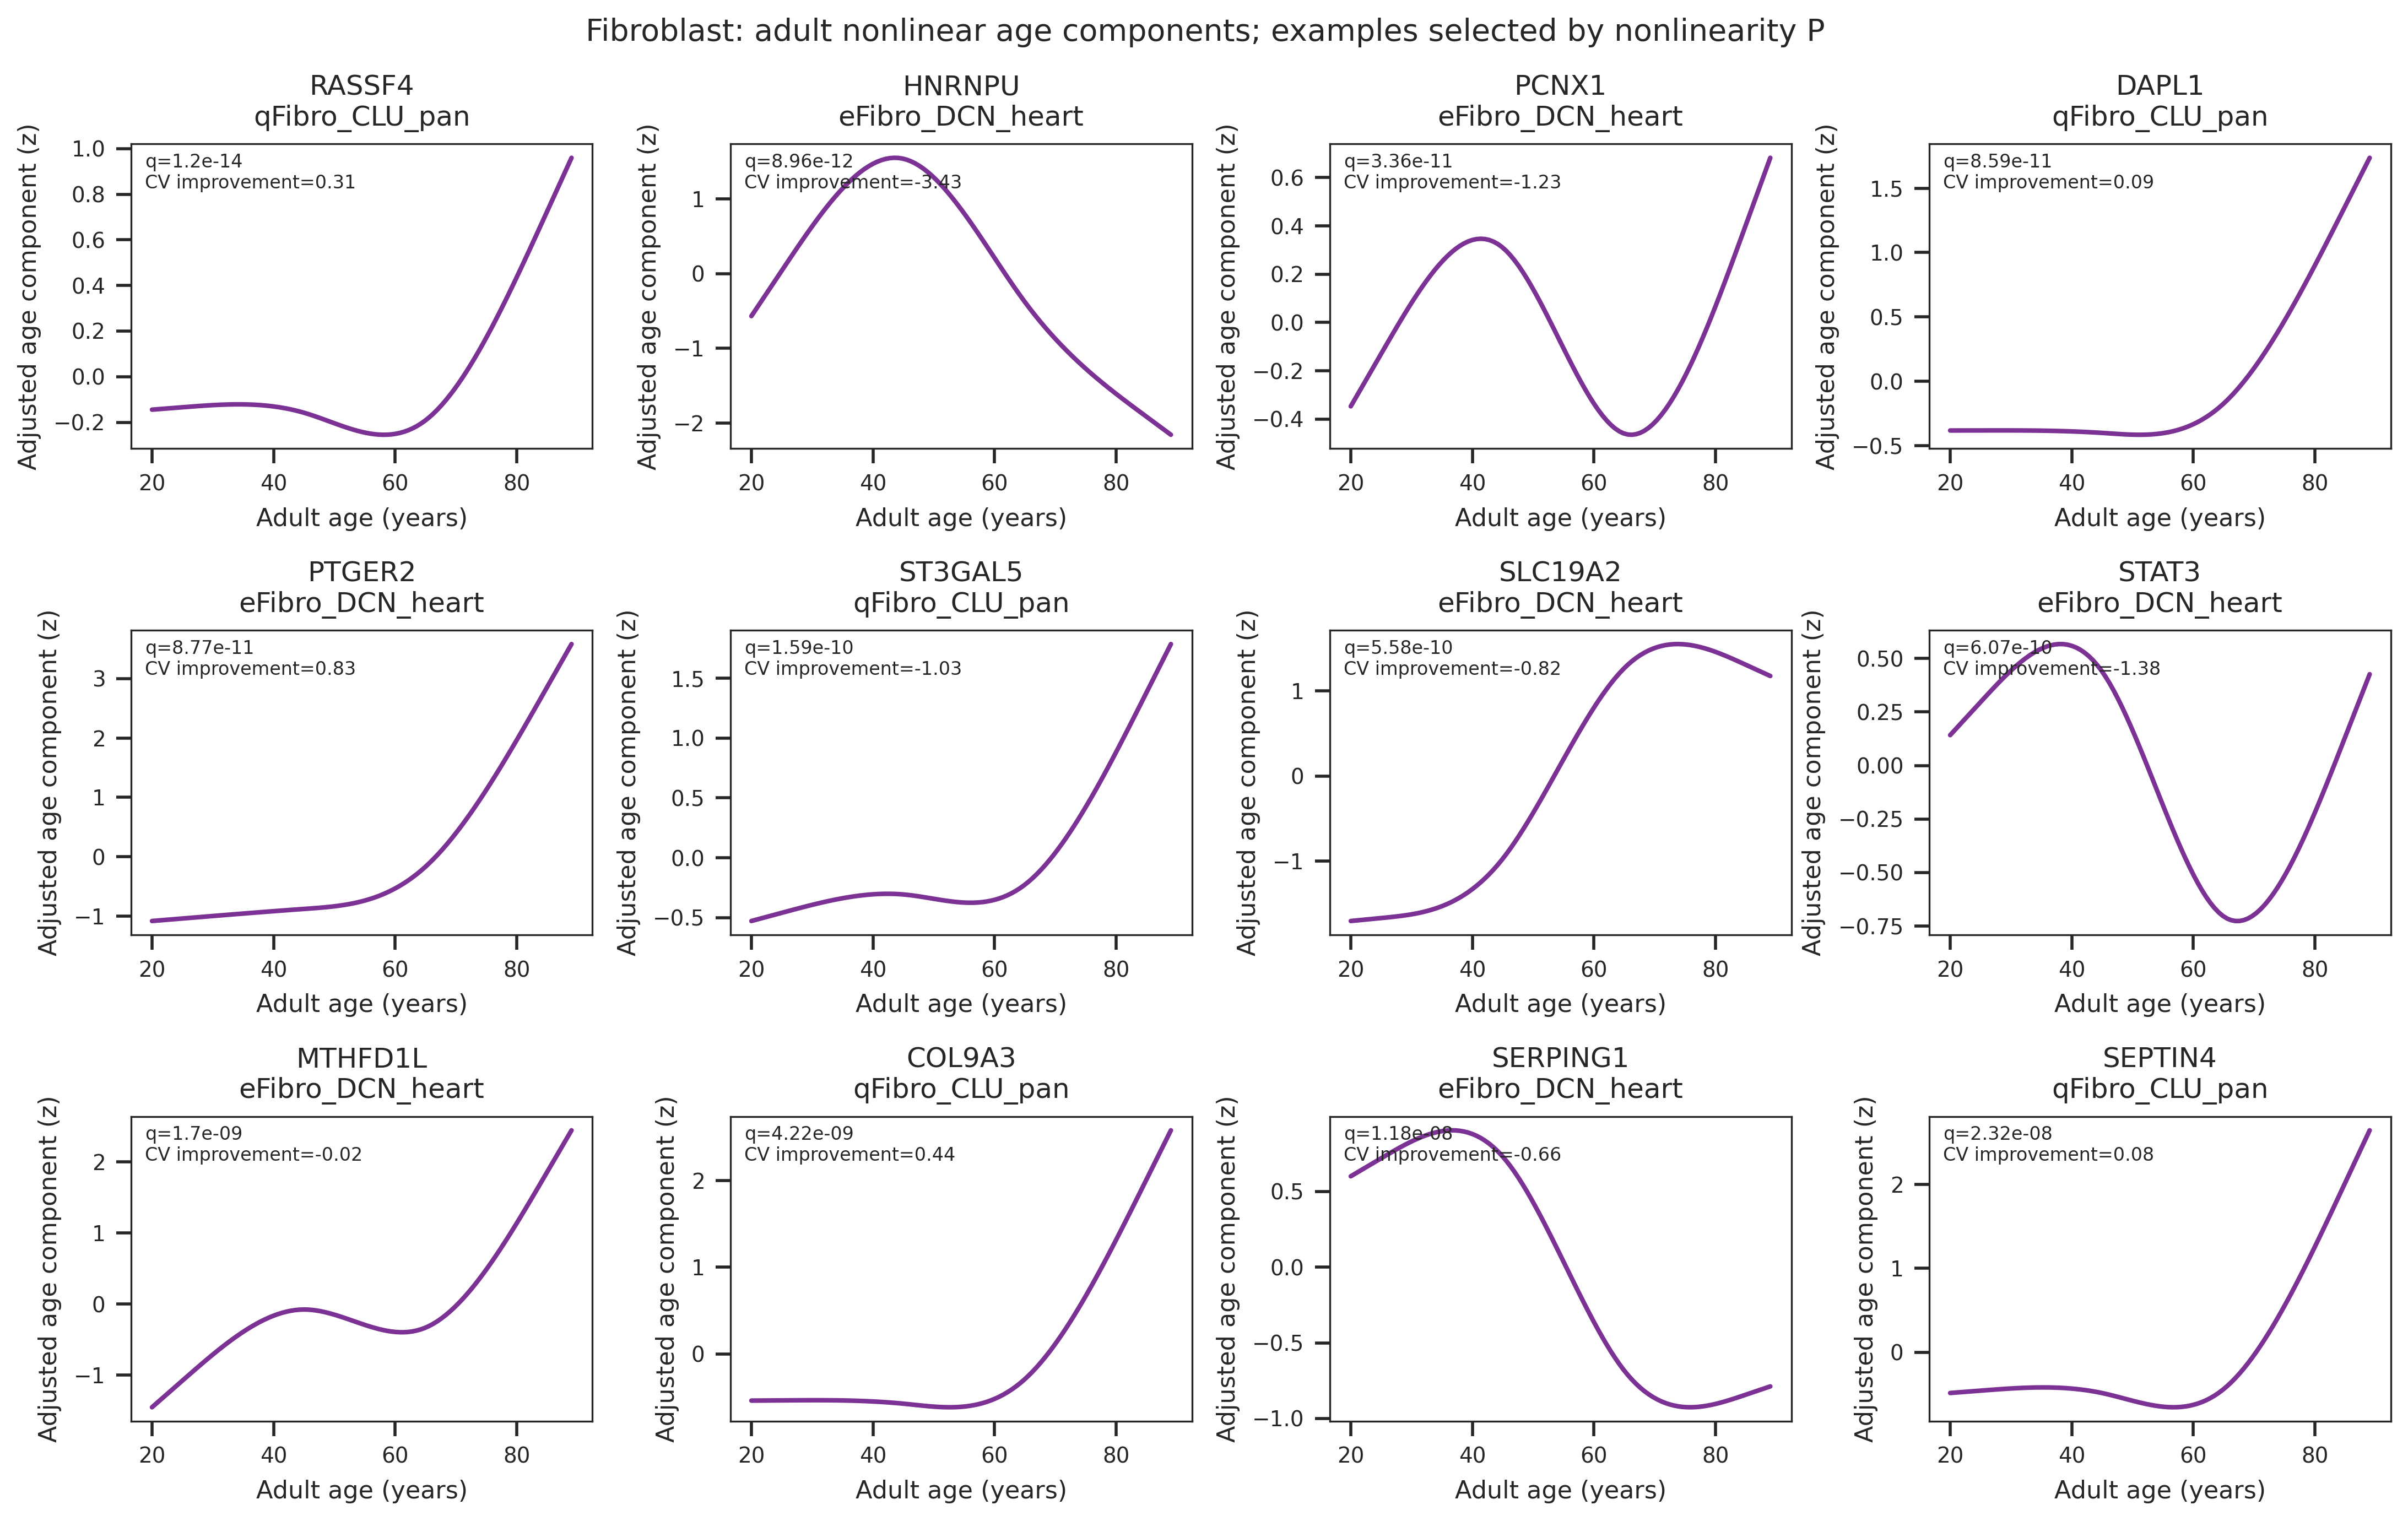 Fibroblast: adult nonlinear age components; examples selected by nonlinearity P
RASSF4
qFibro_CLU_pan
q=1.2e-14
CV improvement=0.31
Adjusted age component (z)
1.0
0.8
0.6
0.4
0.2
0.0
−0.2
20 40 60 80
Adult age (years)
HNRNPU
eFibro_DCN_heart
q=8.96e-12
CV improvement=-3.43
Adjusted age component (z)
1
0
−1
−2
20 40 60 80
Adult age (years)
PCNX1
eFibro_DCN_heart
q=3.36e-11
CV improvement=-1.23
Adjusted age component (z)
0.6
0.4
0.2
0.0
−0.2
−0.4
20 40 60 80
Adult age (years)
DAPL1
qFibro_CLU_pan
q=8.59e-11
CV improvement=0.09
Adjusted age component (z)
1.5
1.0
0.5
0.0
−0.5
20 40 60 80
Adult age (years)
PTGER2
eFibro_DCN_heart
q=8.77e-11
CV improvement=0.83
Adjusted age component (z)
3
2
1
0
−1
20 40 60 80
Adult age (years)
ST3GAL5
qFibro_CLU_pan
q=1.59e-10
CV improvement=-1.03
Adjusted age component (z)
1.5
1.0
0.5
0.0
−0.5
20 40 60 80
Adult age (years)
SLC19A2
eFibro_DCN_heart
q=5.58e-10
CV improvement=-0.82
Adjusted age component (z)
1
0
−1
20 40 60 80
Adult age (years)
STAT3
eFibro_DCN_heart
q=6.07e-10
CV improvement=-1.38
Adjusted age component (z)
0.50
0.25
0.00
−0.25
−0.50
−0.75
20 40 60 80
Adult age (years)
MTHFD1L
eFibro_DCN_heart
q=1.7e-09
CV improvement=-0.02
Adjusted age component (z)
2
1
0
−1
20 40 60 80
Adult age (years)
COL9A3
qFibro_CLU_pan
q=4.22e-09
CV improvement=0.44
Adjusted age component (z)
2
1
0
20 40 60 80
Adult age (years)
SERPING1
eFibro_DCN_heart
q=1.18e-08
CV improvement=-0.66
Adjusted age component (z)
0.5
0.0
−0.5
−1.0
20 40 60 80
Adult age (years)
SEPTIN4
qFibro_CLU_pan
q=2.32e-08
CV improvement=0.08
Adjusted age component (z)
2
1
0
20 40 60 80
Adult age (years)